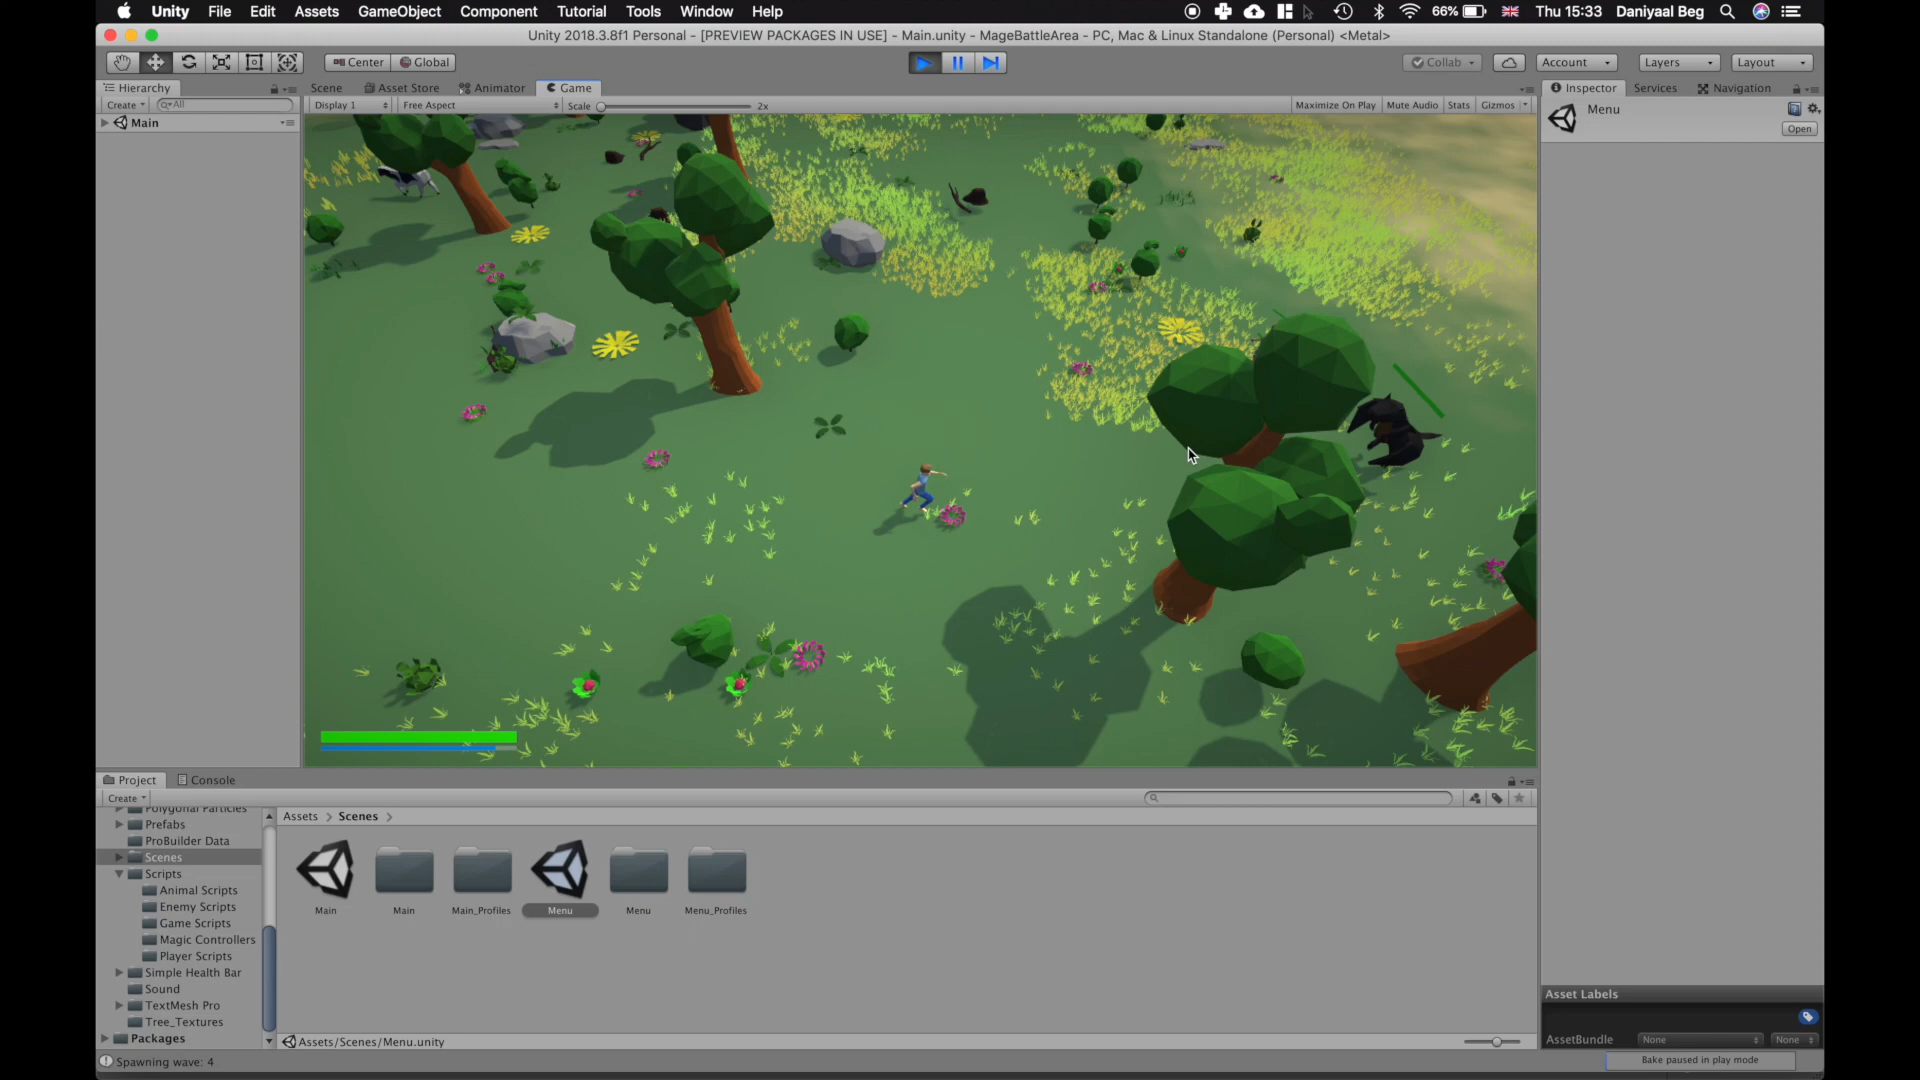 Unity File Edit Assets GameObject Component Tutorial Tools Window Help 66% Thu 15:33 Daniyaal Beg
Unity 2018.3.8f1 Personal - [PREVIEW PACKAGES IN USE] - Main.unity - MageBattleArea - PC, Mac & Linux Standalone (Personal) <Metal>
Center Global Collab Account Layers Layout
Hierarchy Scene Asset Store Animator Game Inspector Services Navigation
Create All Display 1 Free Aspect Scale 2x Maximize On Play Mute Audio Stats Gizmos
Main
Menu
Open
Project Console
Create
Polygonal Particles
Prefabs
ProBuilder Data
Scenes
Scripts
Animal Scripts
Enemy Scripts
Game Scripts
Magic Controllers
Player Scripts
Simple Health Bar
Sound
TextMesh Pro
Tree_Textures
Packages
Assets > Scenes >
Main Main Main_Profiles Menu Menu Menu_Profiles
Assets/Scenes/Menu.unity
Asset Labels
AssetBundle None None
Spawning wave: 4
Bake paused in play mode